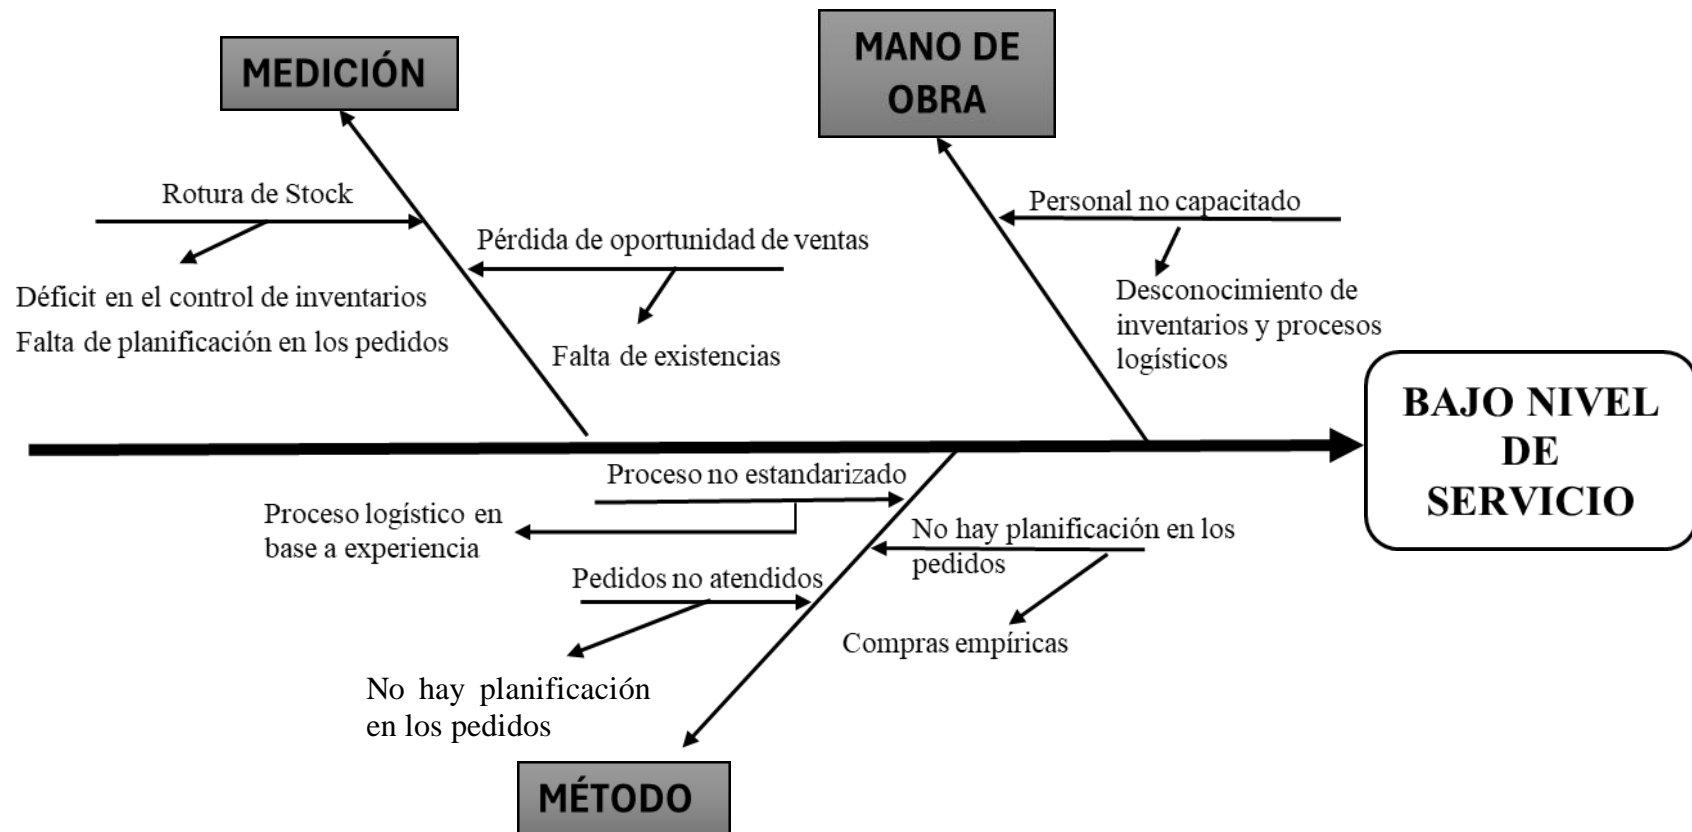 MEDICIÓN
MANO DE
OBRA
Rotura de Stock
Pérdida de oportunidad de ventas
Déficit en el control de inventarios
Falta de planificación en los pedidos
Falta de existencias
Personal no capacitado
Desconocimiento de
inventarios y procesos
logísticos
BAJO NIVEL
DE
SERVICIO
Proceso no estandarizado
Proceso logístico en
base a experiencia
No hay planificación en los
pedidos
Pedidos no atendidos
Compras empíricas
No hay planificación
en los pedidos
MÉTODO